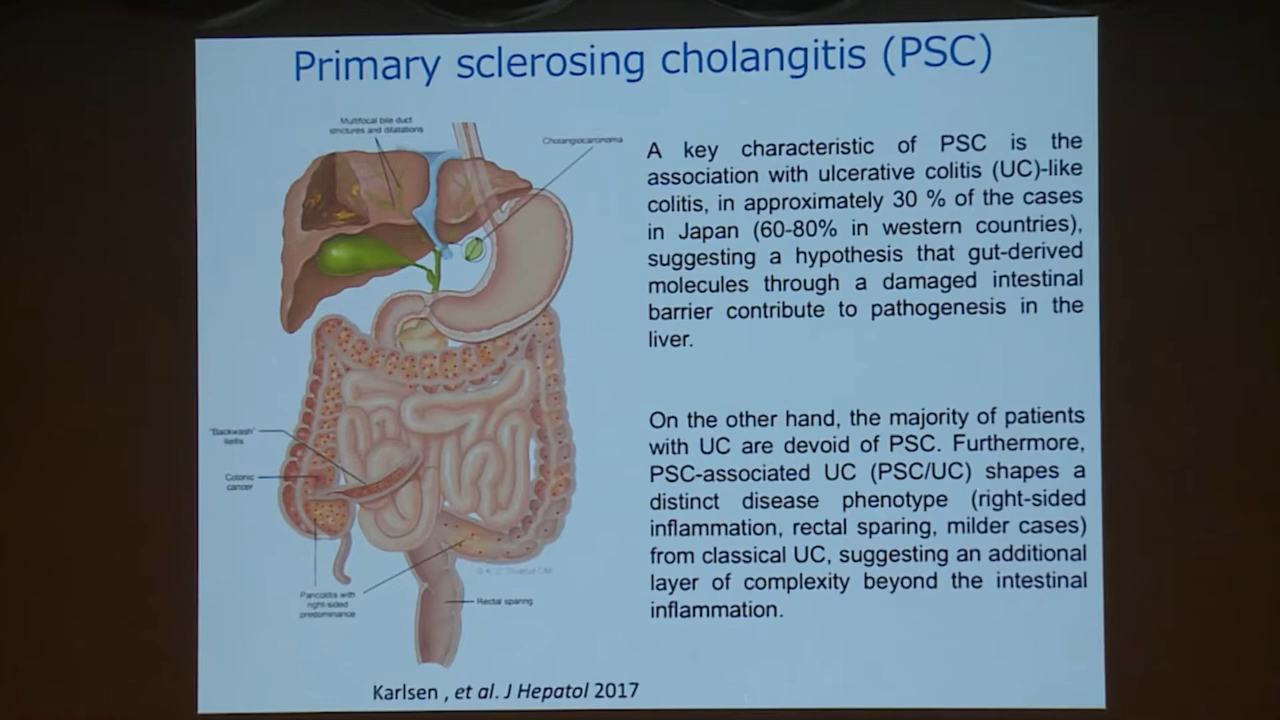 Primary sclerosing cholangitis (PSC)
Multifocal bile duct
strictures and dilatations
Cholangiocarcinoma
A key characteristic of PSC is the
association with ulcerative colitis (UC)-like
colitis, in approximately 30 % of the cases
in Japan (60-80% in western countries),
suggesting a hypothesis that gut-derived
molecules through a damaged intestinal
barrier contribute to pathogenesis in the
liver.
"Backwash"
ileitis
Colonic
cancer
On the other hand, the majority of patients
with UC are devoid of PSC. Furthermore,
PSC-associated UC (PSC/UC) shapes a
distinct disease phenotype (right-sided
inflammation, rectal sparing, milder cases)
from classical UC, suggesting an additional
layer of complexity beyond the intestinal
inflammation.
Pancolitis with
right-sided
predominance
Rectal sparing
Karlsen , et al. J Hepatol 2017